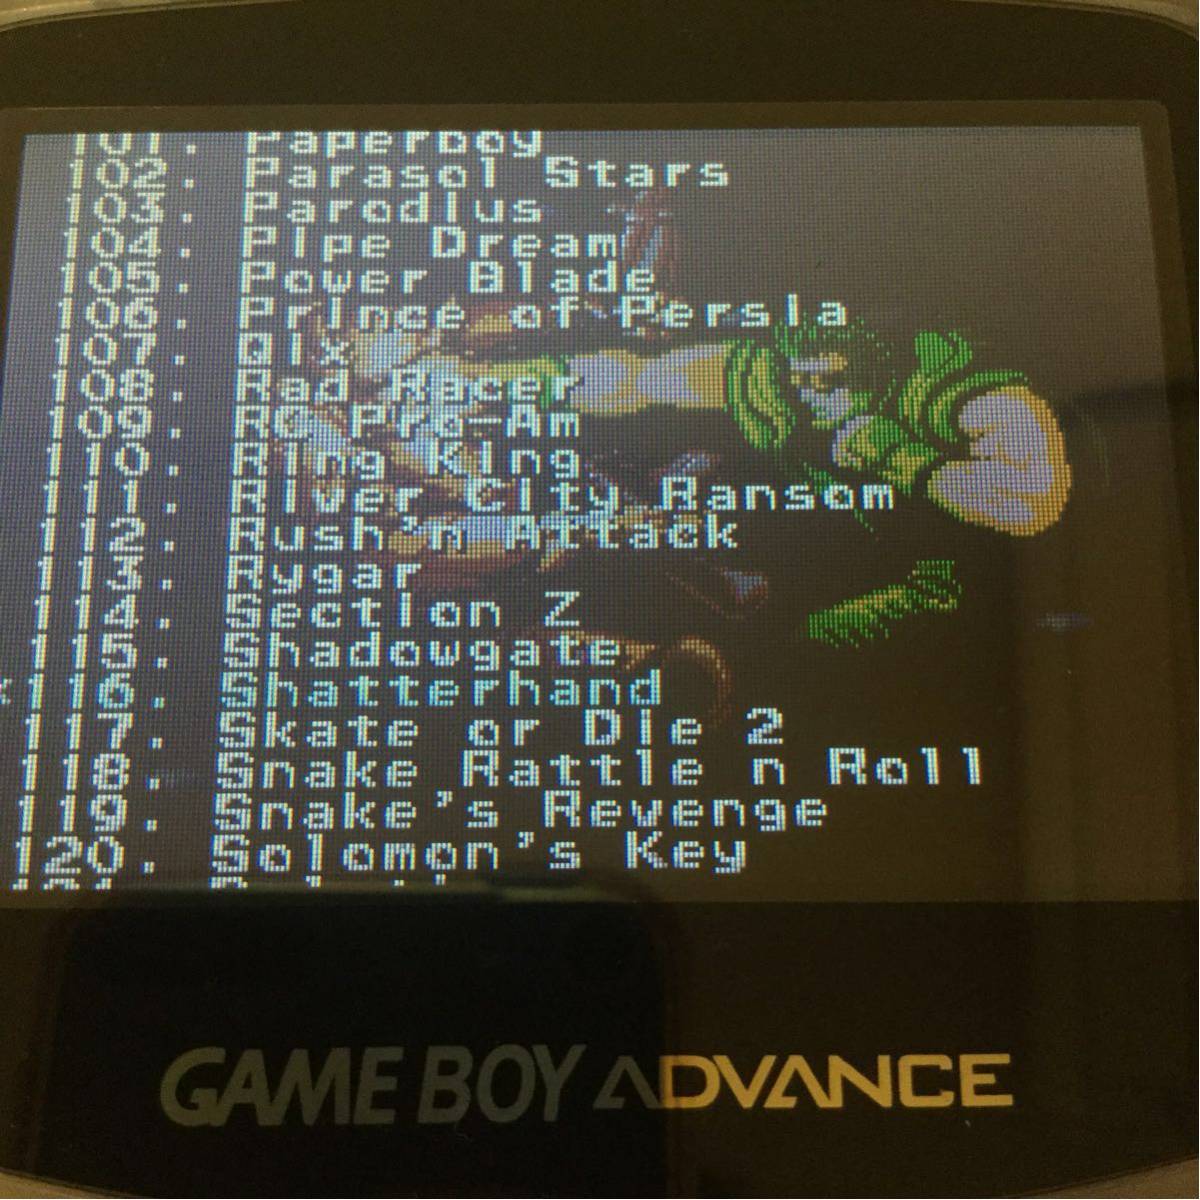 101. Paperboy
102. Parasol Stars
103. Parodius
104. Pipe Dream
105. Power Blade
106. Prince of Persia
107. Qix
108. Rad Racer
109. RC Pro-Am
110. Ring King
111. River City Ransom
112. Rush'n Attack
113. Rygar
114. Section Z
115. Shadowgate
116. Shatterhand
117. Skate or Die 2
118. Snake Rattle n Roll
119. Snake's Revenge
120. Solomon's Key
GAME BOY ADVANCE